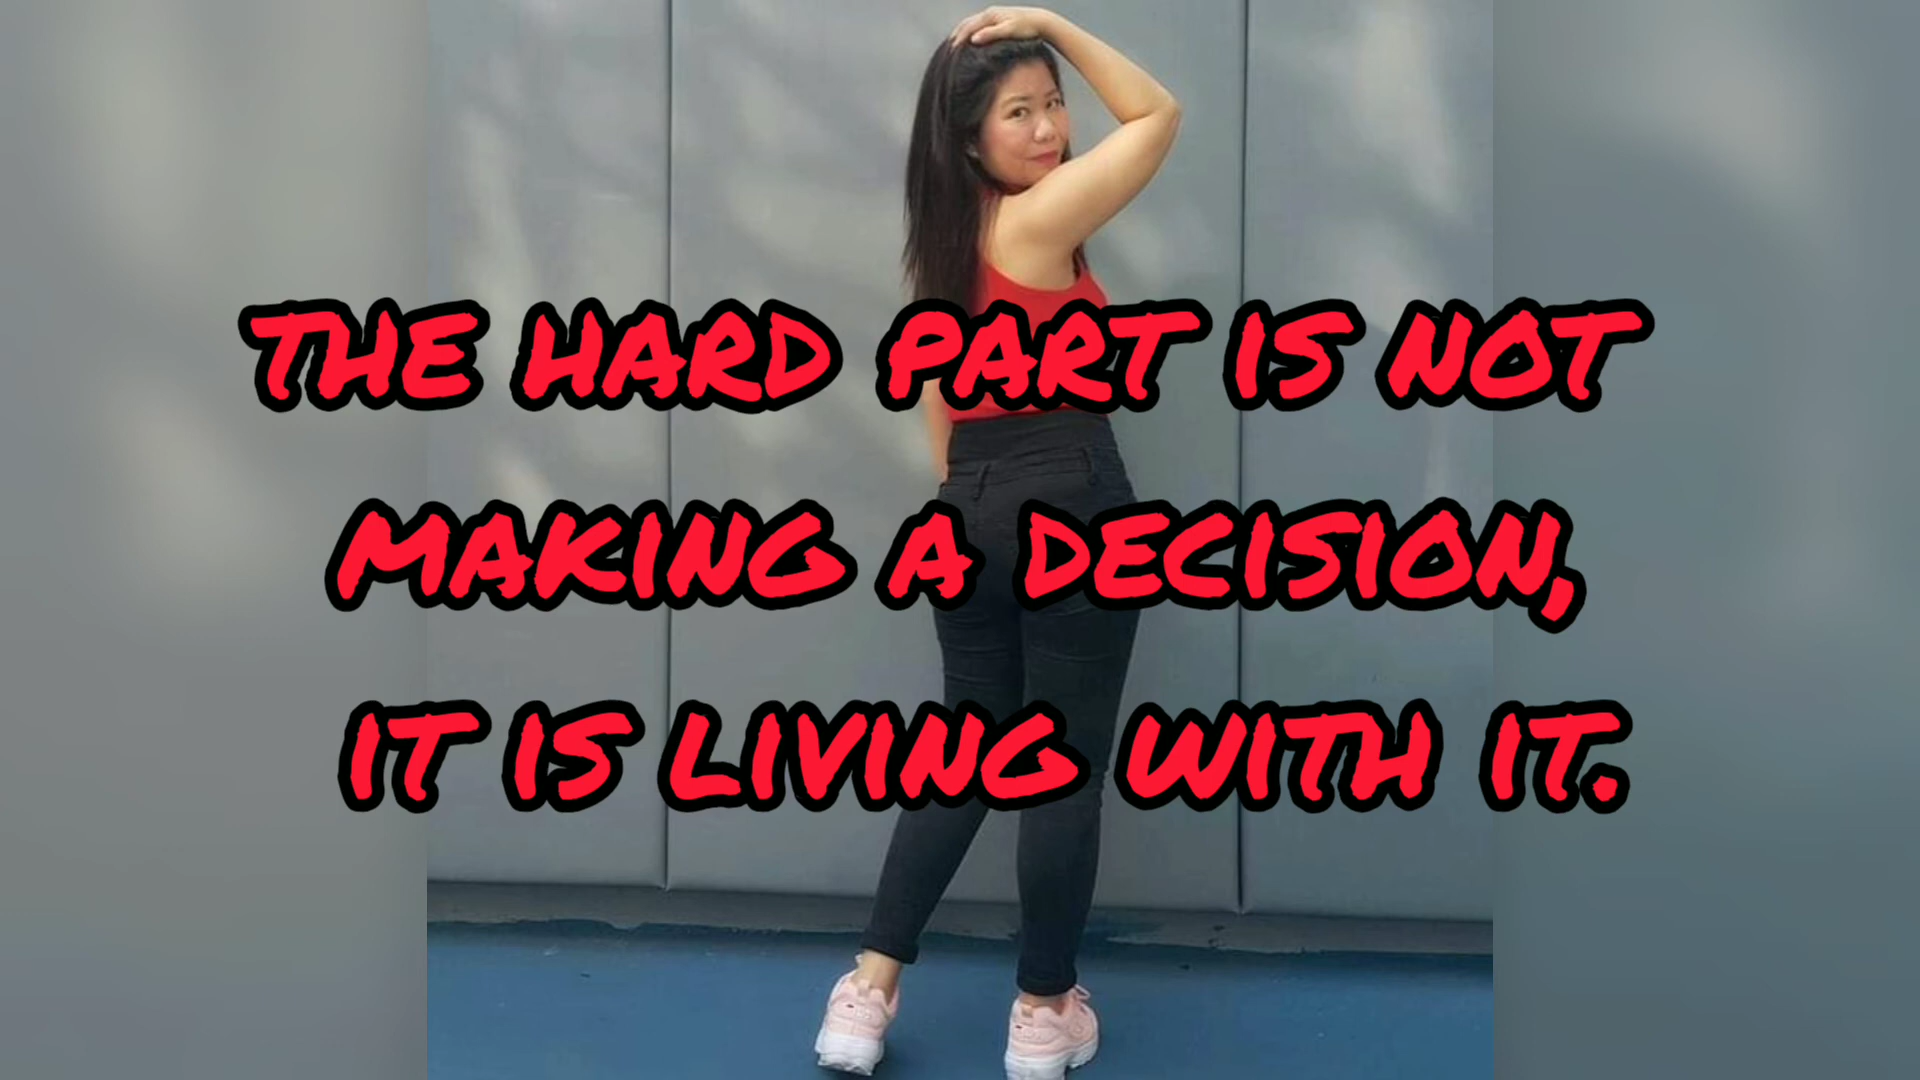 THE HARD PART IS NOT
MAKING A DECISION,
IT IS LIVING WITH IT.